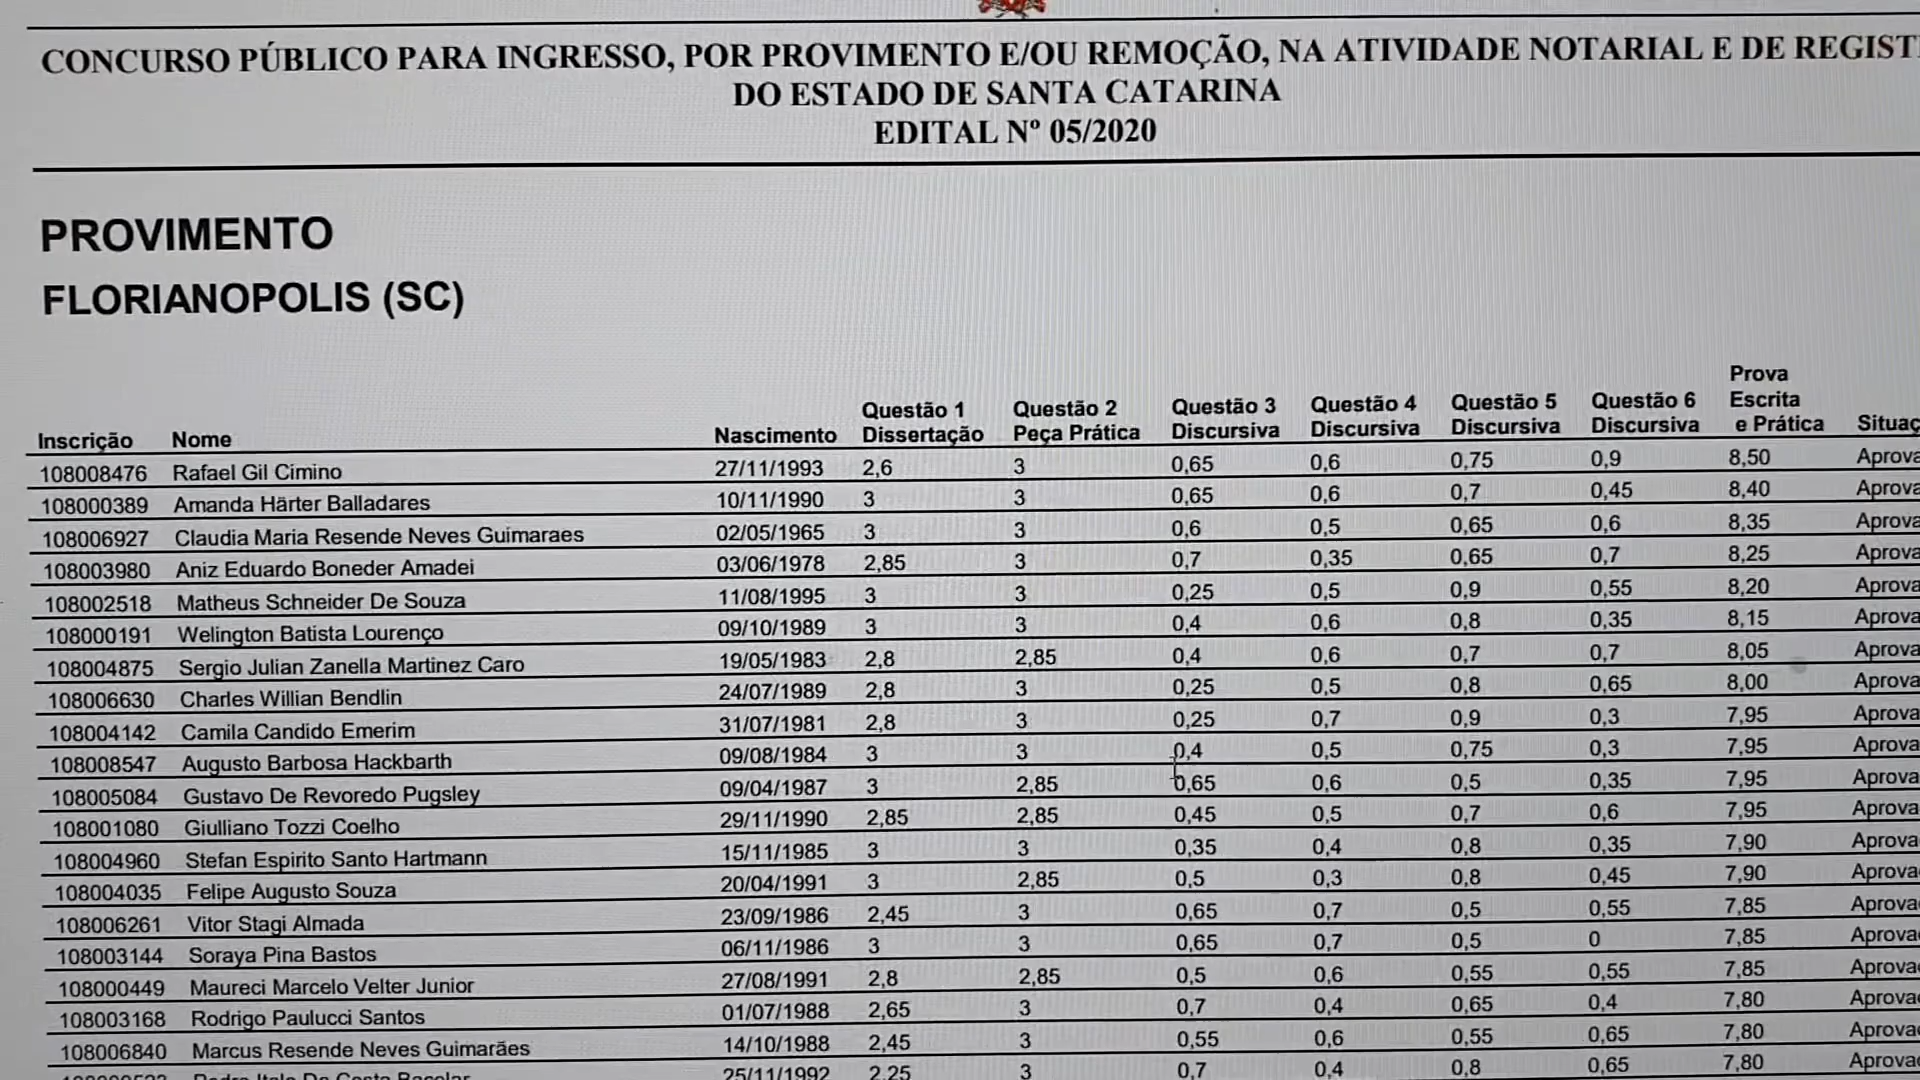 CONCURSO PÚBLICO PARA INGRESSO, POR PROVIMENTO E/OU REMOÇÃO, NA ATIVIDADE NOTARIAL E DE REGIST
DO ESTADO DE SANTA CATARINA
EDITAL Nº 05/2020
PROVIMENTO
FLORIANOPOLIS (SC)
Inscrição Nome Nascimento Questão 1 Dissertação Questão 2 Peça Prática Questão 3 Discursiva Questão 4 Discursiva Questão 5 Discursiva Questão 6 Discursiva Prova Escrita e Prática Situaç
108008476 Rafael Gil Cimino 27/11/1993 2,6 3 0,65 0,6 0,75 0,9 8,50 Aprova
108000389 Amanda Härter Balladares 10/11/1990 3 3 0,65 0,6 0,7 0,45 8,40 Aprova
108006927 Claudia Maria Resende Neves Guimaraes 02/05/1965 3 3 0,6 0,5 0,65 0,6 8,35 Aprova
108003980 Aniz Eduardo Boneder Amadei 03/06/1978 2,85 3 0,7 0,35 0,65 0,7 8,25 Aprova
108002518 Matheus Schneider De Souza 11/08/1995 3 3 0,25 0,5 0,9 0,55 8,20 Aprova
108000191 Welington Batista Lourenço 09/10/1989 3 3 0,4 0,6 0,8 0,35 8,15 Aprova
108004875 Sergio Julian Zanella Martinez Caro 19/05/1983 2,8 2,85 0,4 0,6 0,7 0,7 8,05 Aprova
108006630 Charles Willian Bendlin 24/07/1989 2,8 3 0,25 0,5 0,8 0,65 8,00 Aprova
108004142 Camila Candido Emerim 31/07/1981 2,8 3 0,25 0,7 0,9 0,3 7,95 Aprova
108008547 Augusto Barbosa Hackbarth 09/08/1984 3 3 0,4 0,5 0,75 0,3 7,95 Aprova
108005084 Gustavo De Revoredo Pugsley 09/04/1987 3 2,85 0,65 0,6 0,5 0,35 7,95 Aprova
108001080 Giulliano Tozzi Coelho 29/11/1990 2,85 2,85 0,45 0,5 0,7 0,6 7,95 Aprova
108004960 Stefan Espirito Santo Hartmann 15/11/1985 3 3 0,35 0,4 0,8 0,35 7,90 Aprova
108004035 Felipe Augusto Souza 20/04/1991 3 2,85 0,5 0,3 0,8 0,45 7,90 Aprova
108006261 Vitor Stagi Almada 23/09/1986 2,45 3 0,65 0,7 0,5 0,55 7,85 Aprova
108003144 Soraya Pina Bastos 06/11/1986 3 3 0,65 0,7 0,5 0 7,85 Aprova
108000449 Maureci Marcelo Velter Junior 27/08/1991 2,8 2,85 0,5 0,6 0,55 0,55 7,85 Aprova
108003168 Rodrigo Paulucci Santos 01/07/1988 2,65 3 0,7 0,4 0,65 0,4 7,80 Aprova
108006840 Marcus Resende Neves Guimarães 14/10/1988 2,45 3 0,55 0,6 0,55 0,65 7,80 Aprova
25/11/1992 2,25 3 0,7 0,4 0,8 0,65 7,80 Aprova